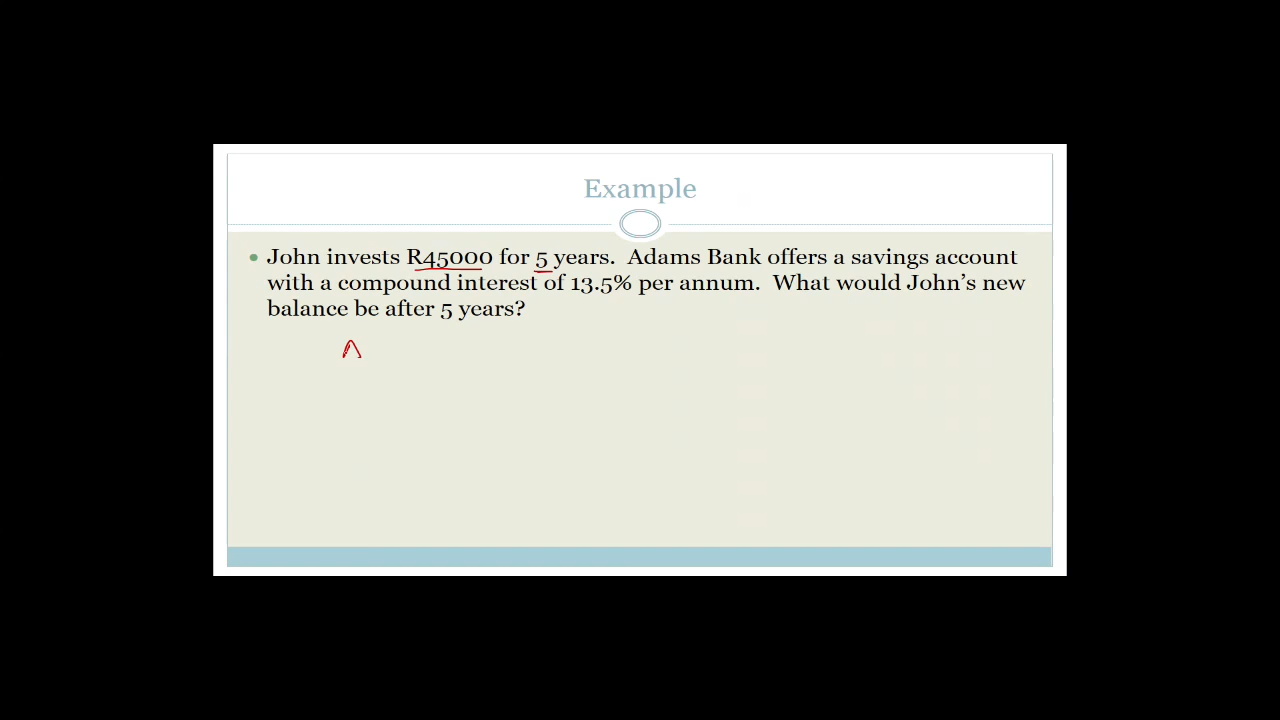 Example
John invests R45000 for 5 years. Adams Bank offers a savings account
with a compound interest of 13.5% per annum. What would John's new
balance be after 5 years?
A